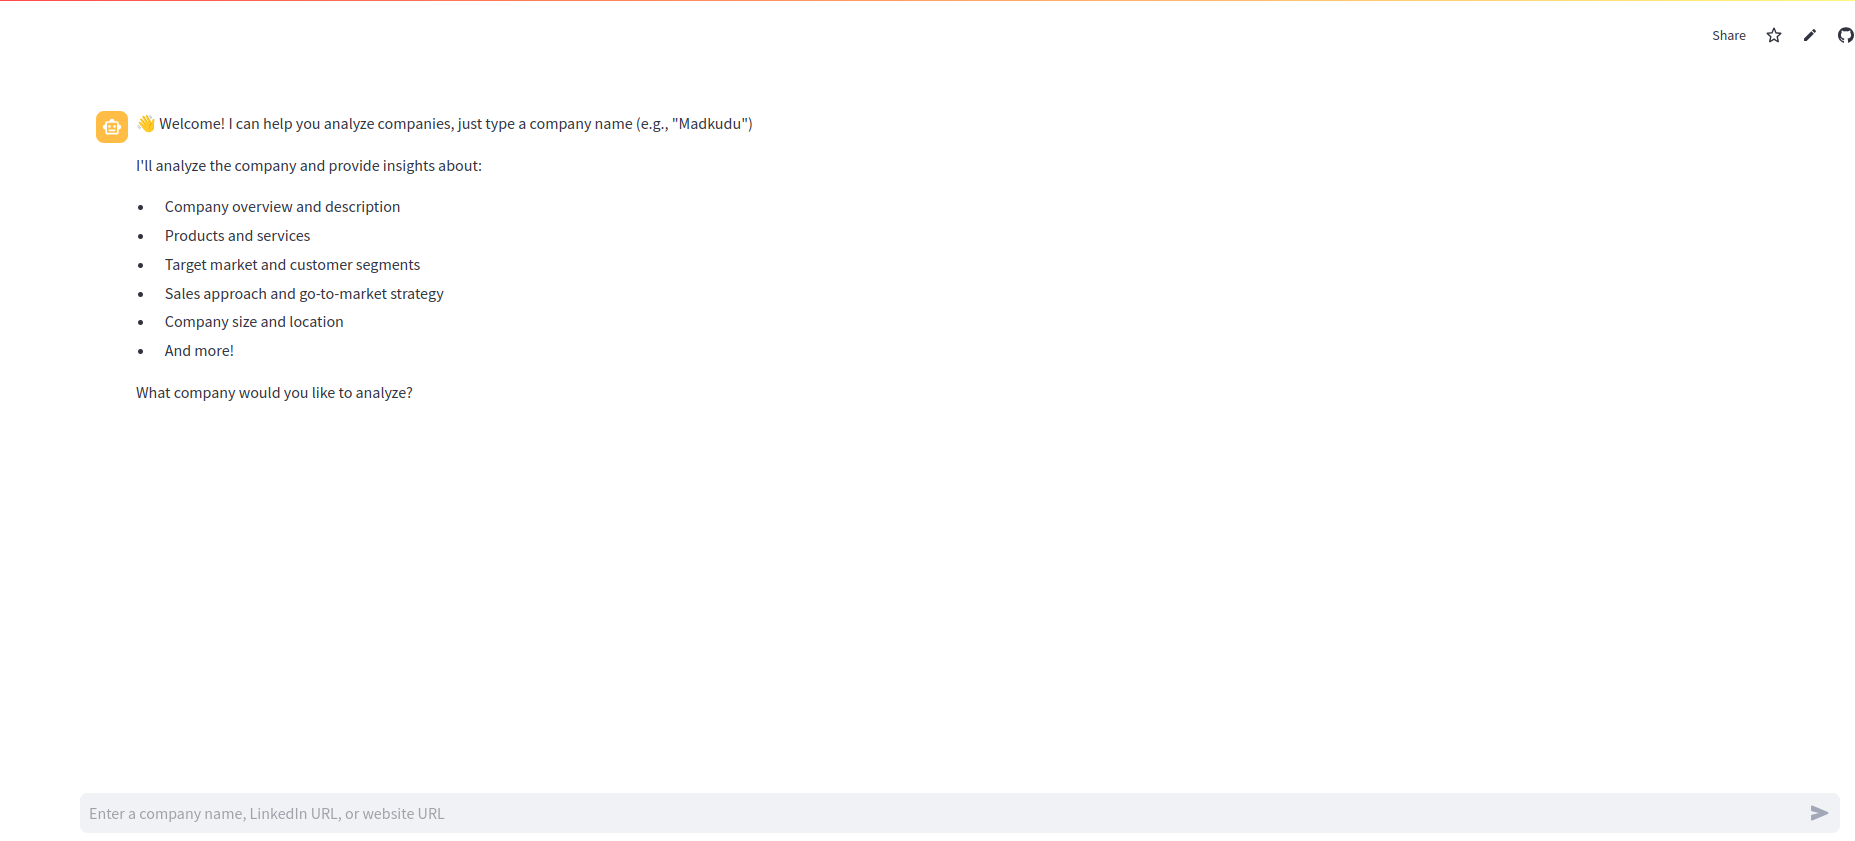 Share
👋 Welcome! I can help you analyze companies, just type a company name (e.g., "Madkudu")
I'll analyze the company and provide insights about:
• Company overview and description
• Products and services
• Target market and customer segments
• Sales approach and go-to-market strategy
• Company size and location
• And more!
What company would you like to analyze?
Enter a company name, LinkedIn URL, or website URL